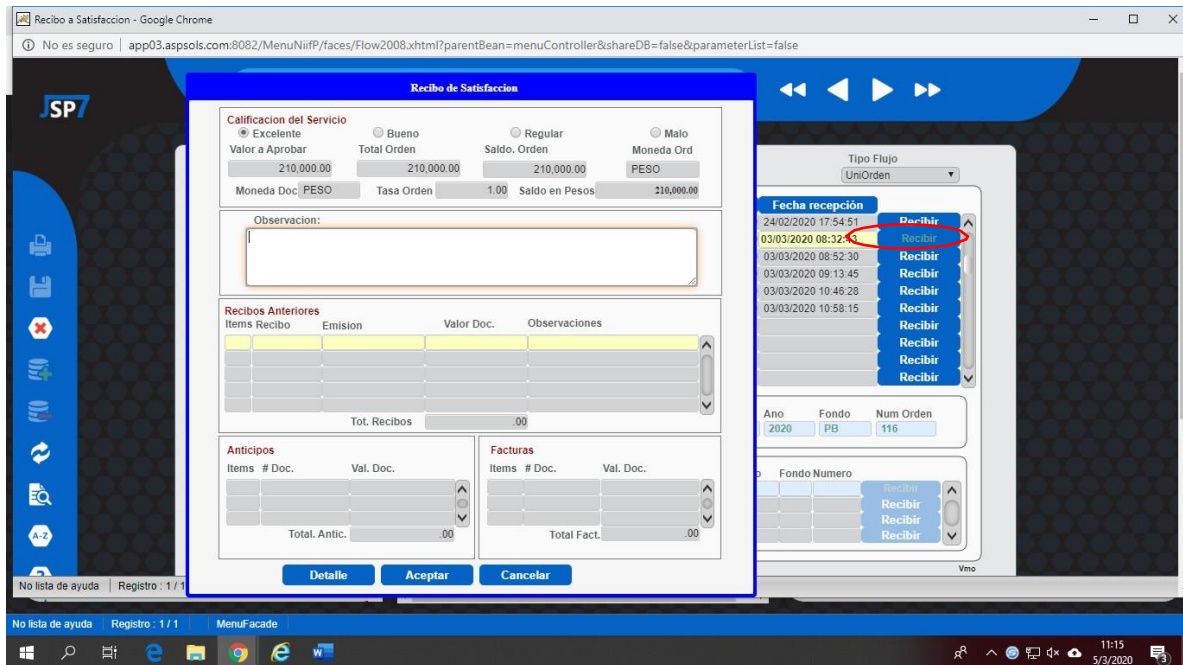 Recibo a Satisfaccion - Google Chrome
No es seguro | app03.aspsols.com:8082/MenuNiifP/faces/Flow2008.xhtml?parentBean=menuController&shareDB=false&parameterList=false
JSP7
Recibo de Satisfaccion
Calificacion del Servicio
Excelente Bueno Regular Malo
Valor a Aprobar Total Orden Saldo. Orden Moneda Ord
210,000.00 210,000.00 210,000.00 PESO
Moneda Doc PESO Tasa Orden 1.00 Saldo en Pesos 210,000.00
Observacion:
Recibos Anteriores
Items Recibo Emision Valor Doc. Observaciones
Tot. Recibos .00
Anticipos
Items # Doc. Val. Doc.
Total. Antic. .00
Facturas
Items # Doc. Val. Doc.
Total Fact. .00
Detalle Aceptar Cancelar
Tipo Flujo
UniOrden
Fecha recepción
24/02/2020 17:54:51 Recibir
03/03/2020 08:32:43 Recibir
03/03/2020 08:52:30 Recibir
03/03/2020 09:13:45 Recibir
03/03/2020 10:46:28 Recibir
03/03/2020 10:58:15 Recibir
Recibir
Recibir
Recibir
Recibir
Ano Fondo Num Orden
2020 PB 116
Fondo Numero
Recibir
Recibir
Recibir
Recibir
Vmo
A-Z
No lista de ayuda Registro : 1 / 1
No lista de ayuda Registro : 1 / 1 MenuFacade
11:15
5/3/2020